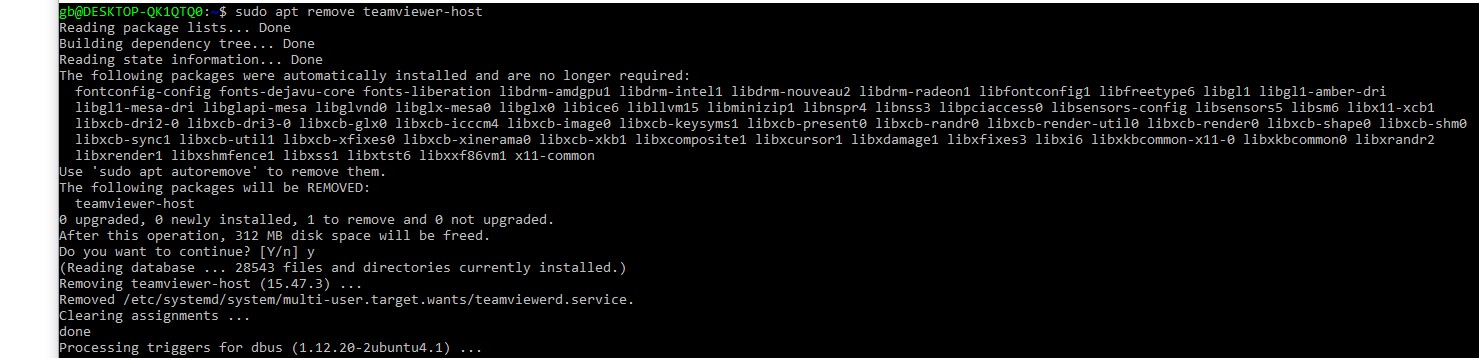 gb@DESKTOP-QK1QTQ0:~$ sudo apt remove teamviewer-host
Reading package lists... Done
Building dependency tree... Done
Reading state information... Done
The following packages were automatically installed and are no longer required:
  fontconfig-config fonts-dejavu-core fonts-liberation libdrm-amdgpu1 libdrm-intel1 libdrm-nouveau2 libdrm-radeon1 libfontconfig1 libfreetype6 libgl1 libgl1-amber-dri
  libgl1-mesa-dri libglapi-mesa libglvnd0 libglx-mesa0 libglx0 libice6 libllvm15 libminizip1 libnspr4 libnss3 libpciaccess0 libsensors-config libsensors5 libsm6 libx11-xcb1
  libxcb-dri2-0 libxcb-dri3-0 libxcb-glx0 libxcb-icccm4 libxcb-image0 libxcb-keysyms1 libxcb-present0 libxcb-randr0 libxcb-render-util0 libxcb-render0 libxcb-shape0 libxcb-shm0
  libxcb-sync1 libxcb-util1 libxcb-xfixes0 libxcb-xinerama0 libxcb-xkb1 libxcomposite1 libxcursor1 libxdamage1 libxfixes3 libxi6 libxkbcommon-x11-0 libxkbcommon0 libxrandr2
  libxrender1 libxshmfence1 libxss1 libxtst6 libxxf86vm1 x11-common
Use 'sudo apt autoremove' to remove them.
The following packages will be REMOVED:
  teamviewer-host
0 upgraded, 0 newly installed, 1 to remove and 0 not upgraded.
After this operation, 312 MB disk space will be freed.
Do you want to continue? [Y/n] y
(Reading database ... 28543 files and directories currently installed.)
Removing teamviewer-host (15.47.3) ...
Removed /etc/systemd/system/multi-user.target.wants/teamviewerd.service.
Clearing assignments ...
done
Processing triggers for dbus (1.12.20-2ubuntu4.1) ...